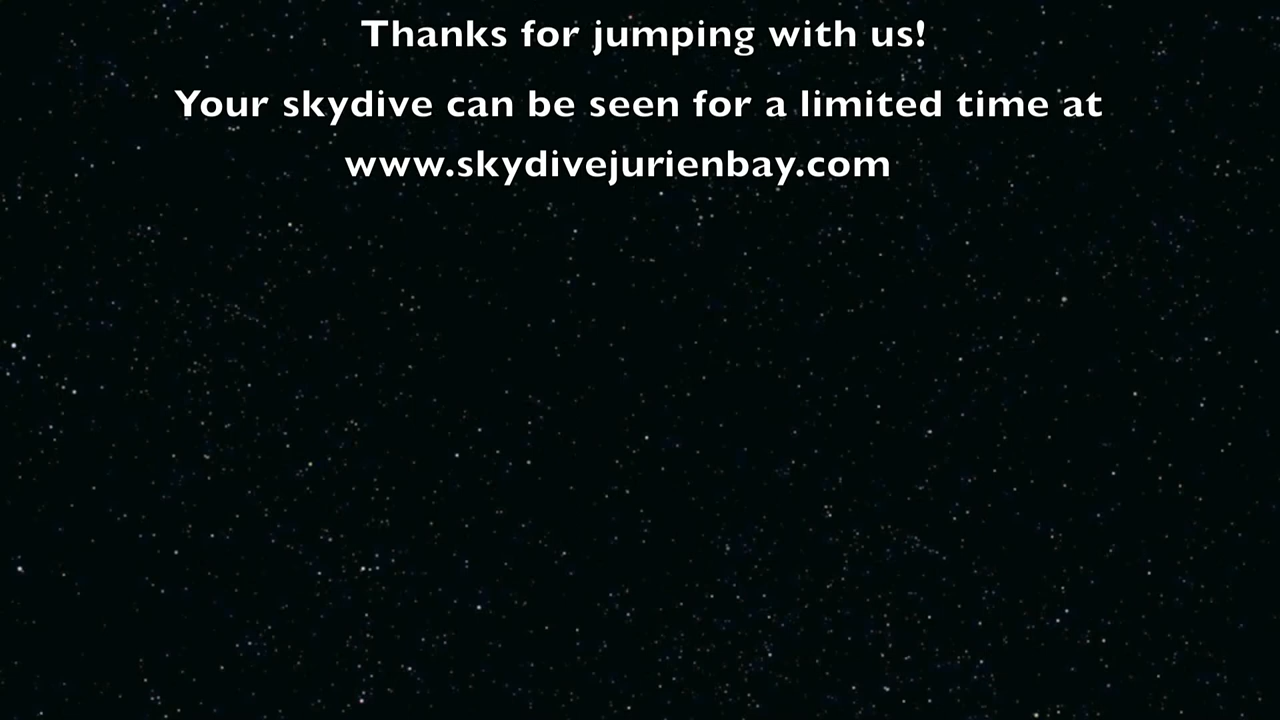 Thanks for jumping with us!
Your skydive can be seen for a limited time at
www.skydivejurienbay.com